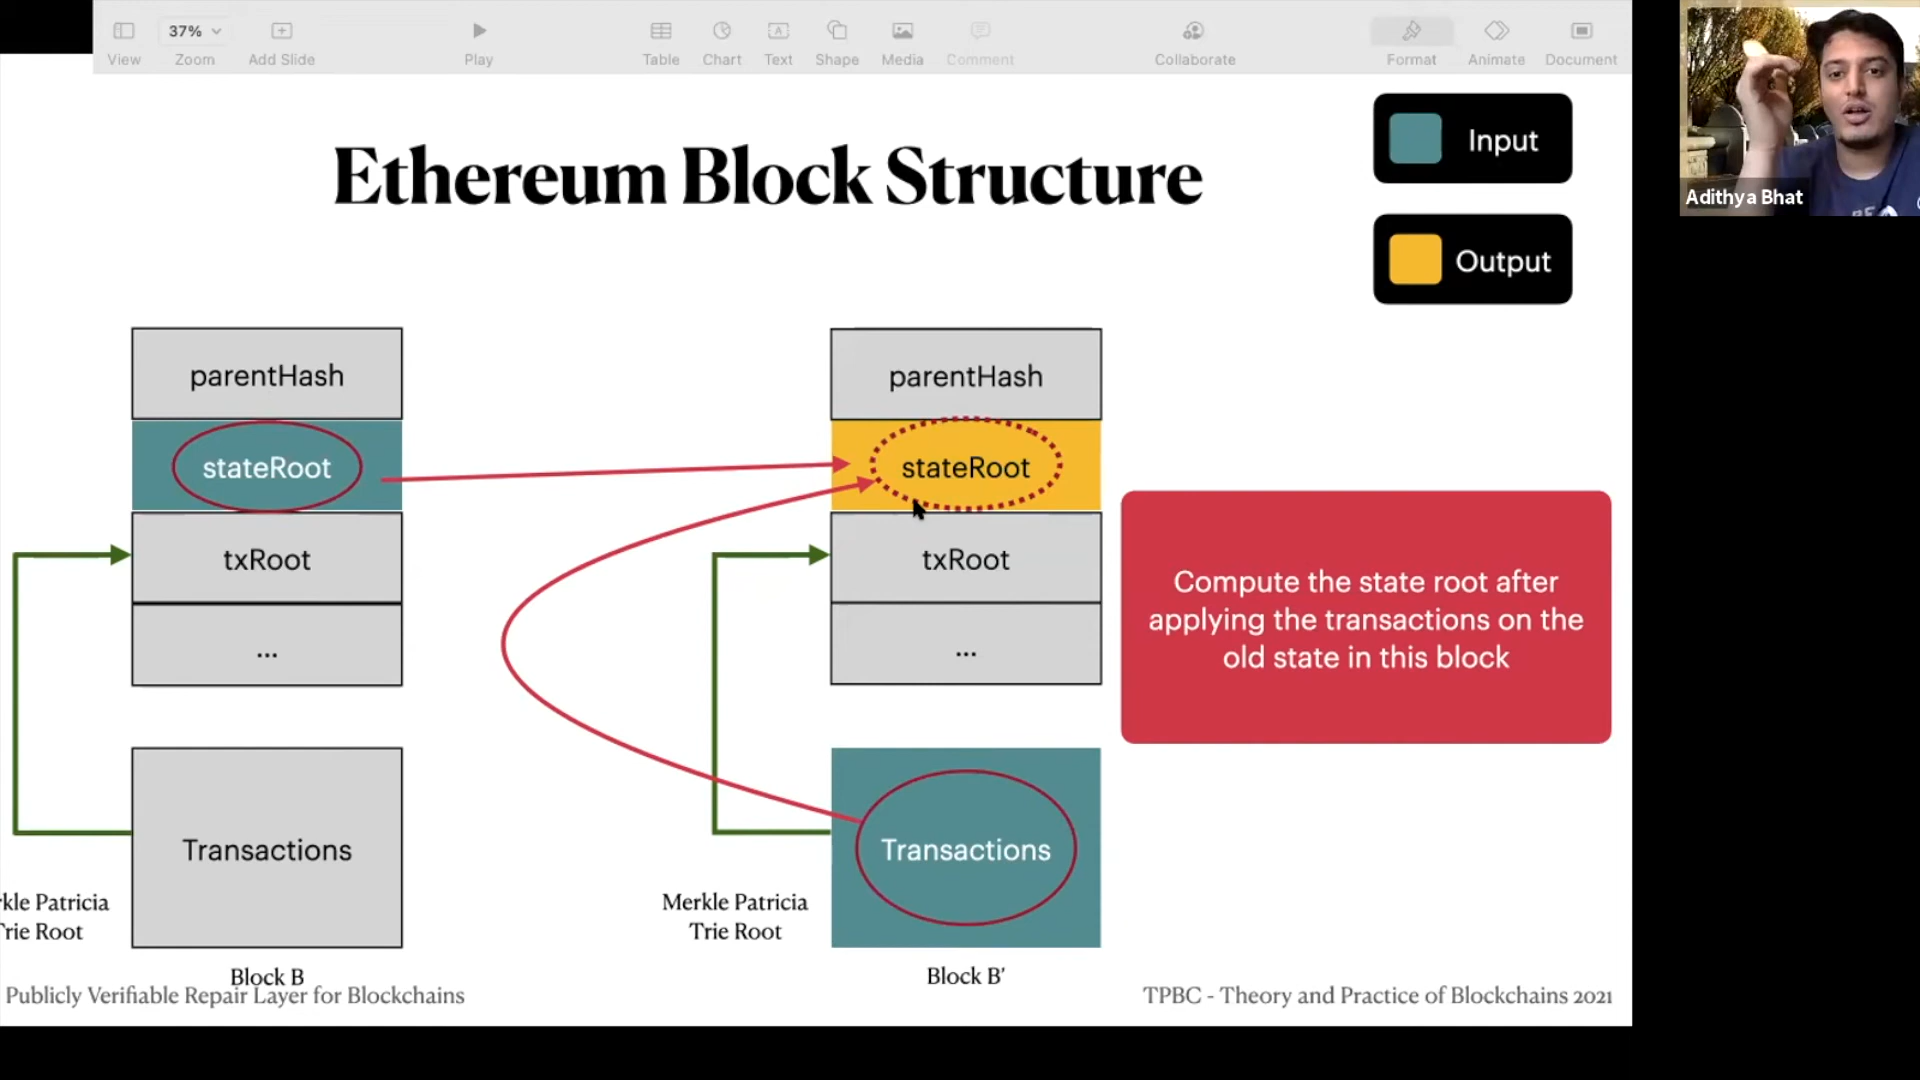 37%
View
Zoom
Add Slide
Play
Table
Chart
Text
Shape
Media
Comment
Collaborate
Format
Animate
Document
Adithya Bhat
Ethereum Block Structure
Input
Output
parentHash
stateRoot
txRoot
...
Transactions
rkle Patricia
Trie Root
Block B
parentHash
stateRoot
txRoot
...
Transactions
Merkle Patricia
Trie Root
Block B'
Compute the state root after
applying the transactions on the
old state in this block
Publicly Verifiable Repair Layer for Blockchains
TPBC - Theory and Practice of Blockchains 2021